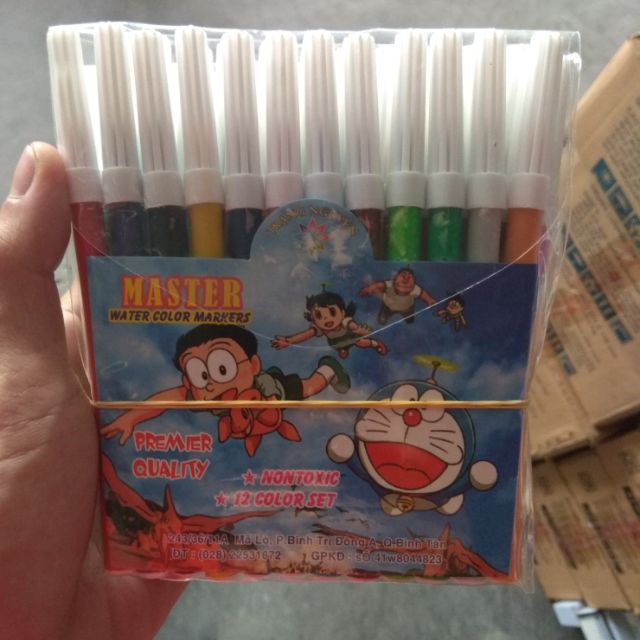 MASTER
WATER COLOR MARKERS
PREMIER
QUALITY
★ NONTOXIC
★ 12 COLOR SET
243/36/11A Mã Lò, P.Bình Trị Đông A, Q.Bình Tân
ĐT : (028) 22531672 GPKD : số 41w8044823